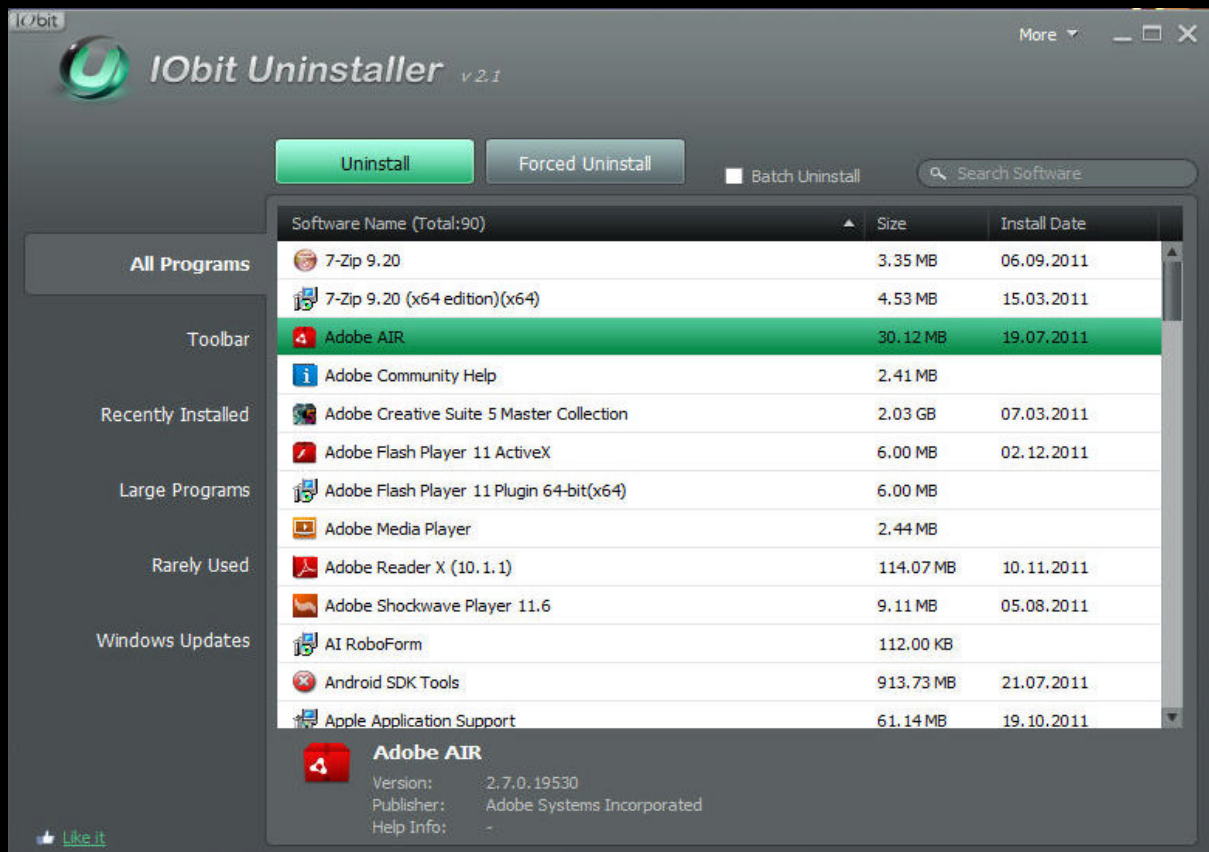 IObit
More
IObit Uninstaller v 2.1
Uninstall
Forced Uninstall
Batch Uninstall
Search Software
Software Name (Total:90)
Size
Install Date
All Programs
Toolbar
Recently Installed
Large Programs
Rarely Used
Windows Updates
7-Zip 9.20 3.35 MB 06.09.2011
7-Zip 9.20 (x64 edition)(x64) 4.53 MB 15.03.2011
Adobe AIR 30.12 MB 19.07.2011
Adobe Community Help 2.41 MB
Adobe Creative Suite 5 Master Collection 2.03 GB 07.03.2011
Adobe Flash Player 11 ActiveX 6.00 MB 02.12.2011
Adobe Flash Player 11 Plugin 64-bit(x64) 6.00 MB
Adobe Media Player 2.44 MB
Adobe Reader X (10.1.1) 114.07 MB 10.11.2011
Adobe Shockwave Player 11.6 9.11 MB 05.08.2011
AI RoboForm 112.00 KB
Android SDK Tools 913.73 MB 21.07.2011
Apple Application Support 61.14 MB 19.10.2011
Adobe AIR
Version: 2.7.0.19530
Publisher: Adobe Systems Incorporated
Help Info: -
Like it